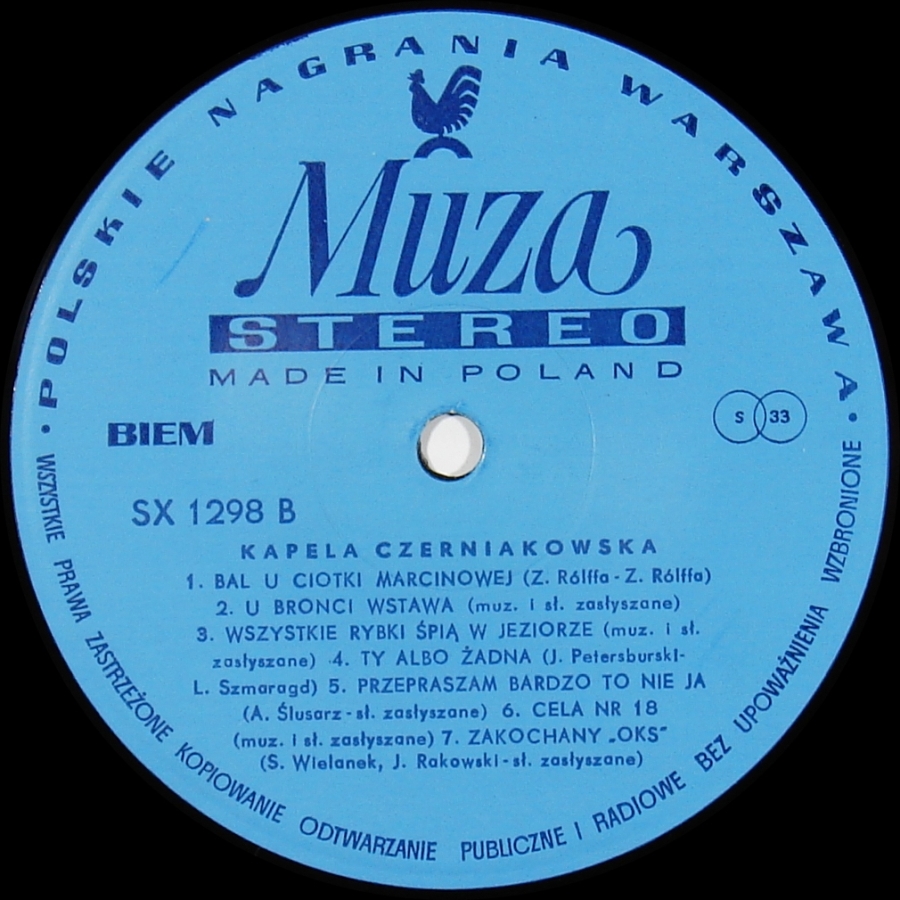 • POLSKIE NAGRANIA WARSZAWA •
Muza
STEREO
MADE IN POLAND
BIEM
S 33
SX 1298 B
KAPELA CZERNIAKOWSKA
1. BAL U CIOTKI MARCINOWEJ (Z. Rólffa - Z. Rólffa)
2. U BRONCI WSTAWA (muz. i sł. zasłyszane)
3. WSZYSTKIE RYBKI ŚPIĄ W JEZIORZE (muz. i sł.
zasłyszane) 4. TY ALBO ŻADNA (J. Petersburski-
L. Szmaragd) 5. PRZEPRASZAM BARDZO TO NIE JA
(A. Ślusarz - sł. zasłyszane) 6. CELA NR 18
(muz. i sł. zasłyszane) 7. ZAKOCHANY „OKS"
(S. Wielanek, J. Rakowski - sł. zasłyszane)
WSZYSTKIE PRAWA ZASTRZEŻONE KOPIOWANIE ODTWARZANIE PUBLICZNE I RADIOWE BEZ UPOWAŻNIENIA WZBRONIONE